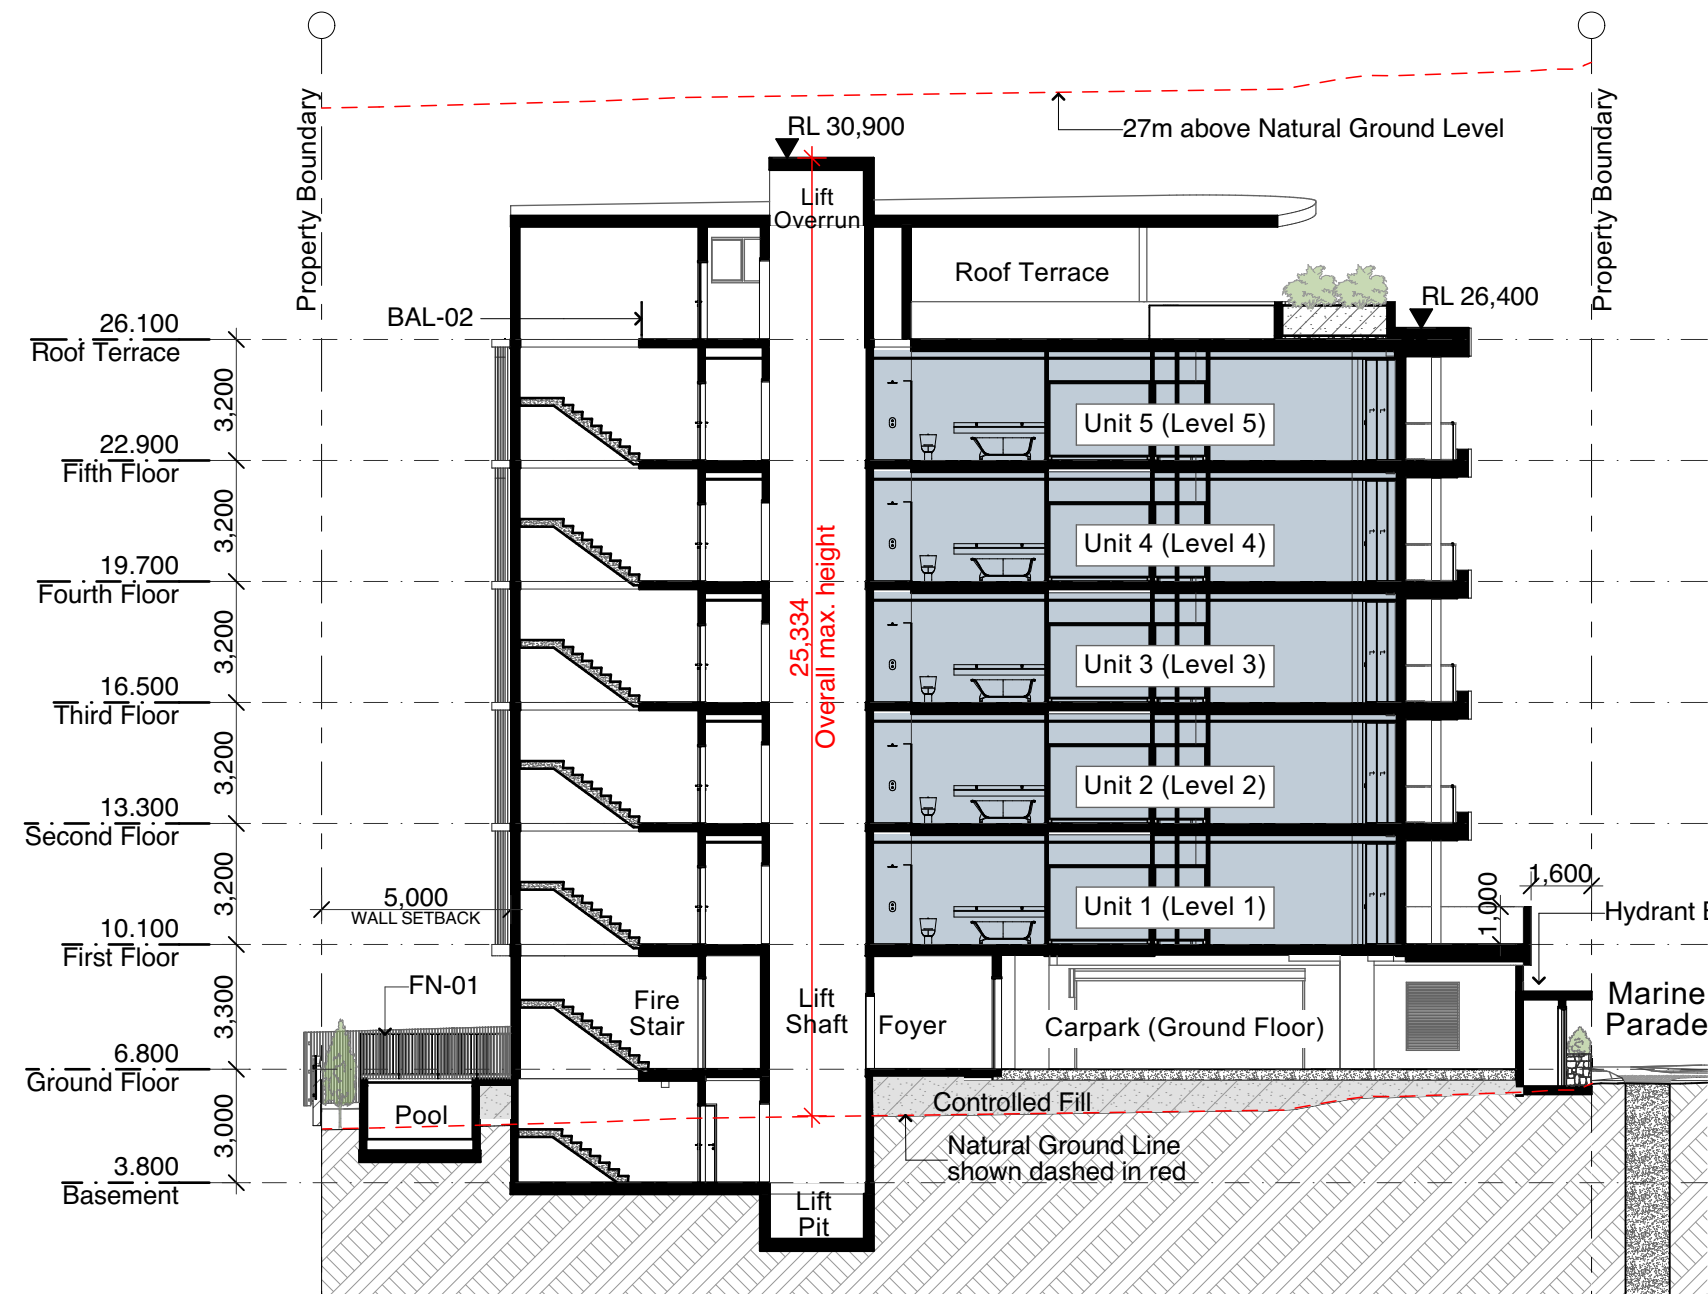 Property Boundary
RL 30,900
27m above Natural Ground Level
Property Boundary
Lift
Overrun
Roof Terrace
BAL-02
RL 26,400
26.100
Roof Terrace
3,200
Unit 5 (Level 5)
22.900
Fifth Floor
3,200
Unit 4 (Level 4)
19.700
Fourth Floor
25,334
Overall max. height
3,200
Unit 3 (Level 3)
16.500
Third Floor
3,200
Unit 2 (Level 2)
13.300
Second Floor
3,200
5,000
WALL SETBACK
Unit 1 (Level 1)
1,000
1,600
Hydrant
10.100
First Floor
FN-01
3,300
Fire
Stair
Lift
Shaft
Foyer
Carpark (Ground Floor)
Marine
Parade
6.800
Ground Floor
3,000
Pool
Controlled Fill
Natural Ground Line
shown dashed in red
3.800
Basement
Lift
Pit